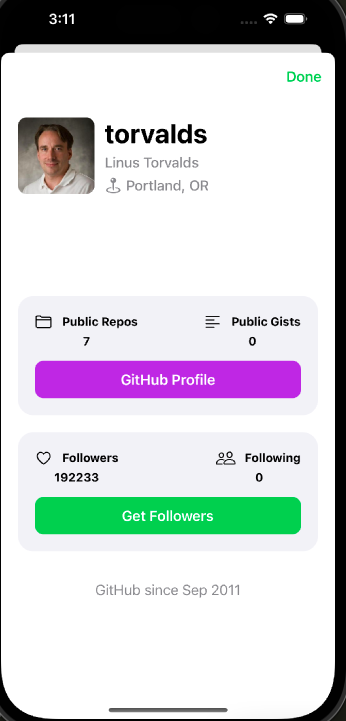 3:11
Done
torvalds
Linus Torvalds
Portland, OR
Public Repos
7
Public Gists
0
GitHub Profile
Followers
192233
Following
0
Get Followers
GitHub since Sep 2011